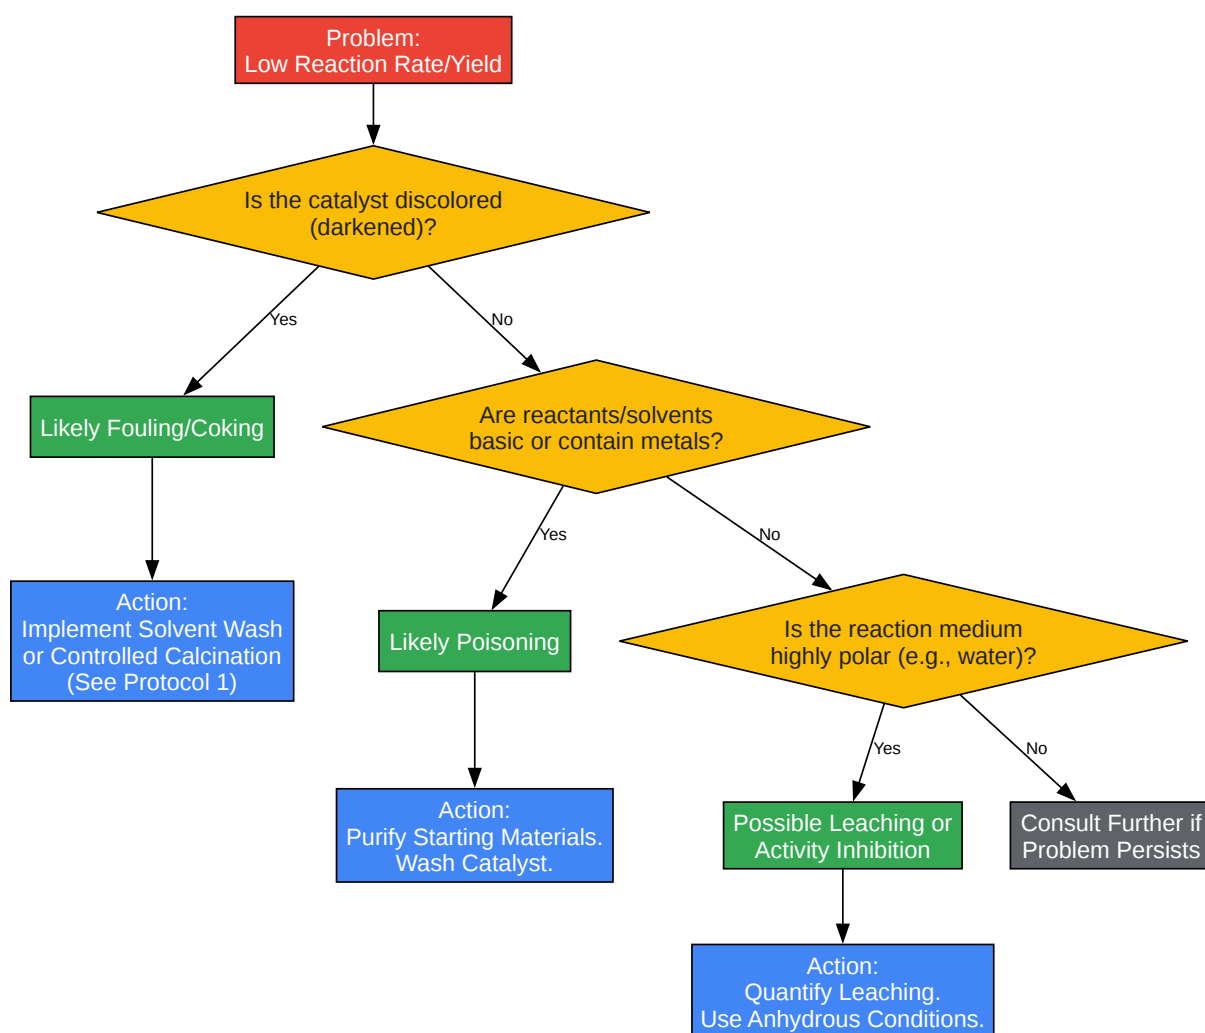 Problem:
Low Reaction Rate/Yield
Is the catalyst discolored
(darkened)?
Yes
No
Likely Fouling/Coking
Are reactants/solvents
basic or contain metals?
Yes
No
Action:
Implement Solvent Wash
or Controlled Calcination
(See Protocol 1)
Likely Poisoning
Is the reaction medium
highly polar (e.g., water)?
Yes
No
Action:
Purify Starting Materials.
Wash Catalyst.
Possible Leaching or
Activity Inhibition
Consult Further if
Problem Persists
Action:
Quantify Leaching.
Use Anhydrous Conditions.